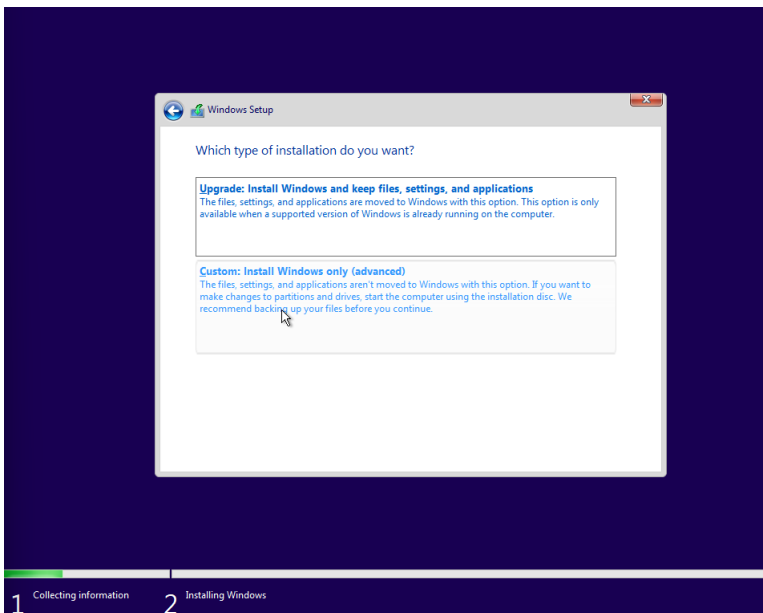 Windows Setup
Which type of installation do you want?
Upgrade: Install Windows and keep files, settings, and applications
The files, settings, and applications are moved to Windows with this option. This option is only
available when a supported version of Windows is already running on the computer.
Custom: Install Windows only (advanced)
The files, settings, and applications aren't moved to Windows with this option. If you want to
make changes to partitions and drives, start the computer using the installation disc. We
recommend backing up your files before you continue.
1 Collecting information 2 Installing Windows